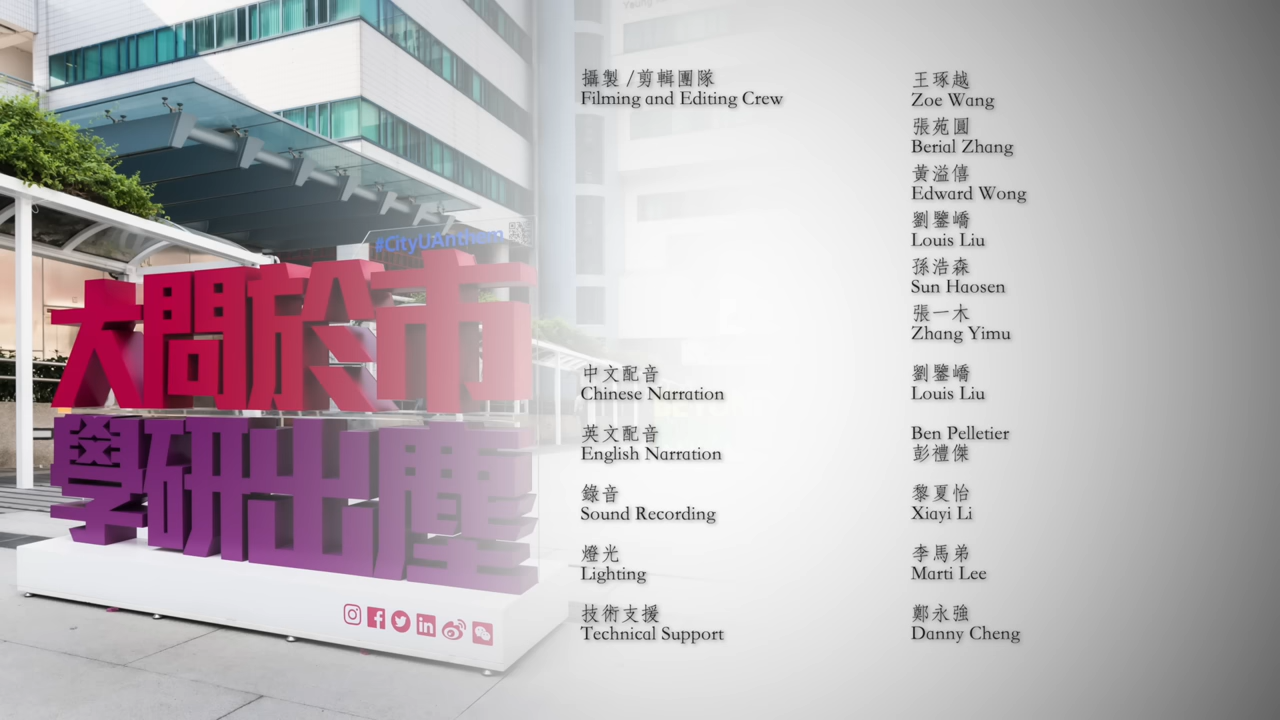 #CityUAnthem
大問於市
學研出塵
攝製 /剪輯團隊
Filming and Editing Crew
王琢越
Zoe Wang
張苑圓
Berial Zhang
黃溢僖
Edward Wong
劉鑒嶠
Louis Liu
孫浩森
Sun Haosen
張一木
Zhang Yimu
中文配音
Chinese Narration
劉鑒嶠
Louis Liu
英文配音
English Narration
Ben Pelletier
彭禮傑
錄音
Sound Recording
黎夏怡
Xiayi Li
燈光
Lighting
李馬弟
Marti Lee
技術支援
Technical Support
鄭永強
Danny Cheng